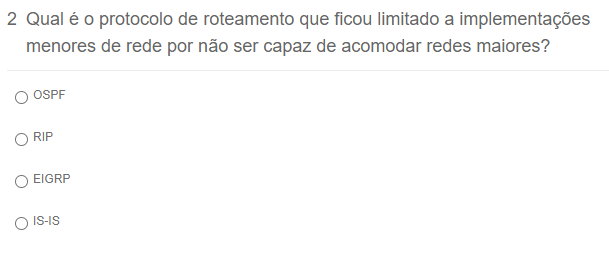 2 Qual é o protocolo de roteamento que ficou limitado a implementações
menores de rede por não ser capaz de acomodar redes maiores?
OSPF
RIP
EIGRP
IS-IS